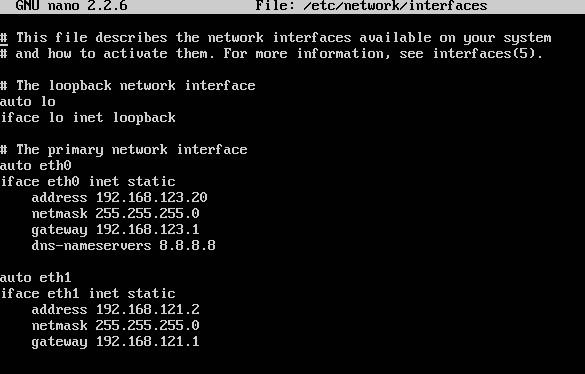 GNU nano 2.2.6 File: /etc/network/interfaces
# This file describes the network interfaces available on your system
# and how to activate them. For more information, see interfaces(5).
# The loopback network interface
auto lo
iface lo inet loopback
# The primary network interface
auto eth0
iface eth0 inet static
address 192.168.123.20
netmask 255.255.255.0
gateway 192.168.123.1
dns-nameservers 8.8.8.8
auto eth1
iface eth1 inet static
address 192.168.121.2
netmask 255.255.255.0
gateway 192.168.121.1